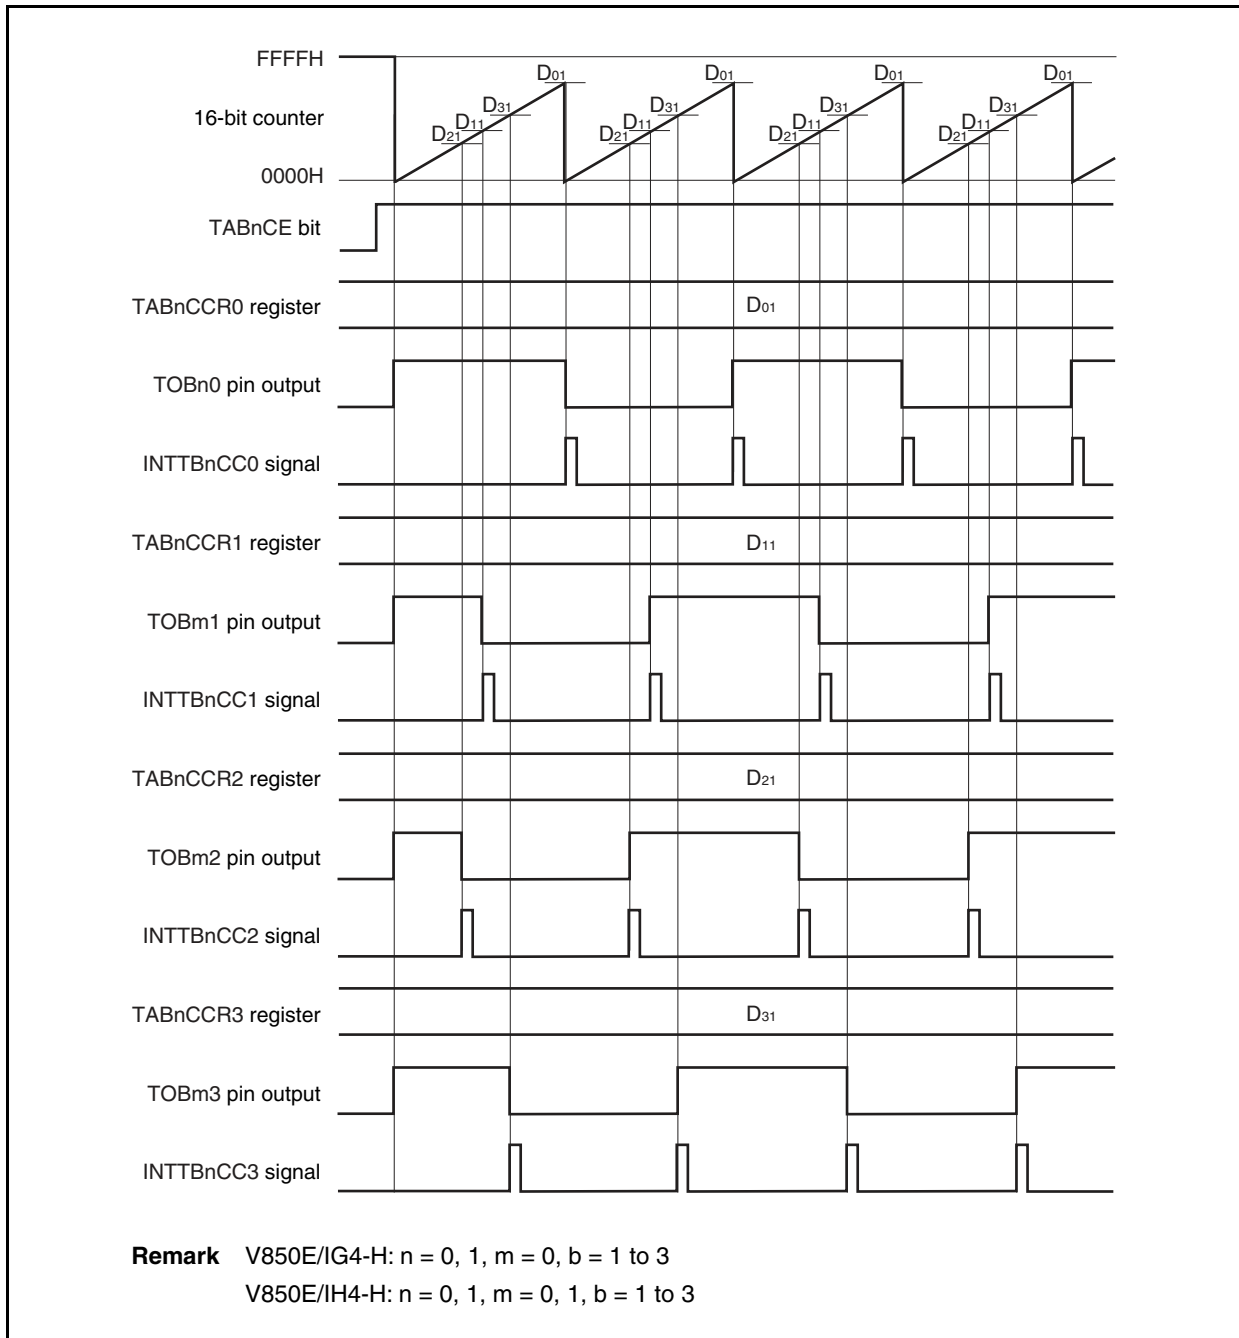 FFFFH
D01 D01 D01 D01
16-bit counter
D31 D31 D31 D31
D11 D11 D11 D11
D21 D21 D21 D21
0000H
TABnCE bit
TABnCCR0 register
D01
TOBn0 pin output
INTTBnCC0 signal
TABnCCR1 register
D11
TOBm1 pin output
INTTBnCC1 signal
TABnCCR2 register
D21
TOBm2 pin output
INTTBnCC2 signal
TABnCCR3 register
D31
TOBm3 pin output
INTTBnCC3 signal
Remark V850E/IG4-H: n = 0, 1, m = 0, b = 1 to 3
V850E/IH4-H: n = 0, 1, m = 0, 1, b = 1 to 3